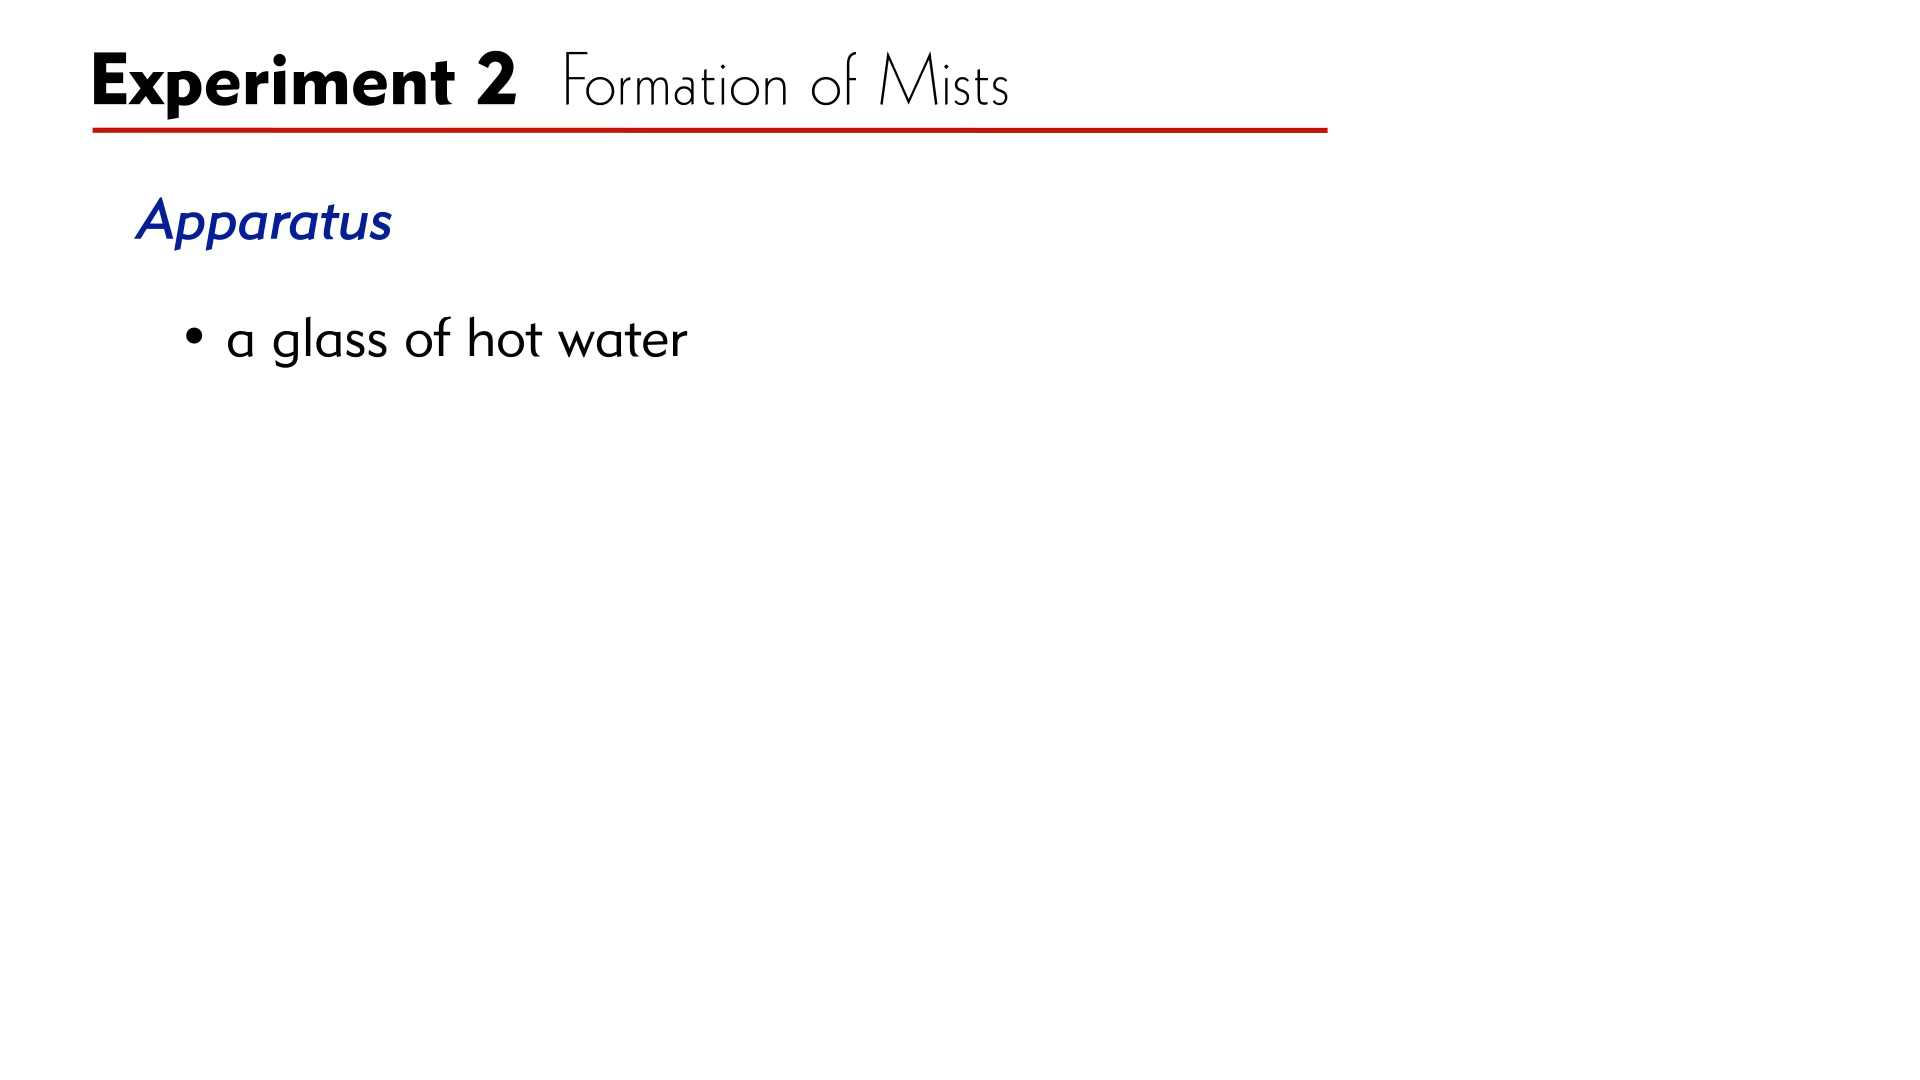 Experiment 2 Formation of Mists
Apparatus
• a glass of hot water